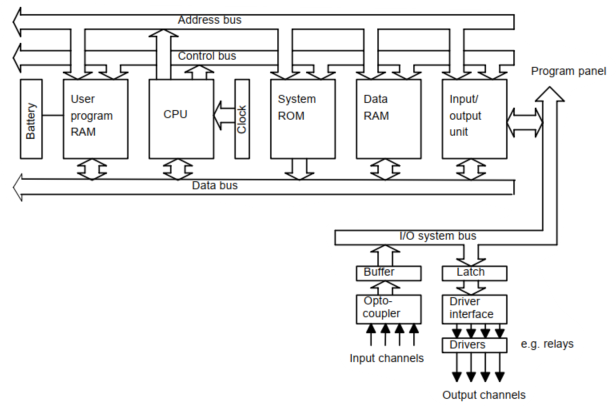 Address bus
Control bus
Program panel
Battery
User
program
RAM
CPU
Clock
System
ROM
Data
RAM
Input/
output
unit
Data bus
I/O system bus
Buffer
Latch
Opto-
coupler
Driver
interface
Drivers
e.g. relays
Input channels
Output channels